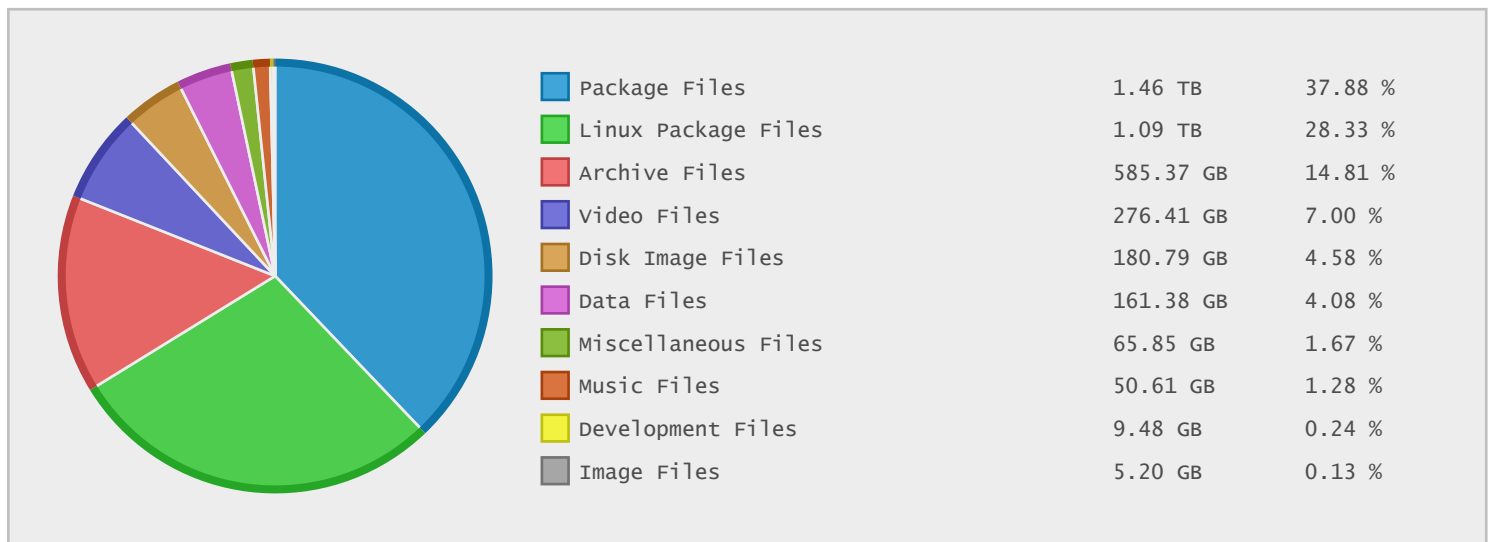 Package Files 1.46 TB 37.88 %
Linux Package Files 1.09 TB 28.33 %
Archive Files 585.37 GB 14.81 %
Video Files 276.41 GB 7.00 %
Disk Image Files 180.79 GB 4.58 %
Data Files 161.38 GB 4.08 %
Miscellaneous Files 65.85 GB 1.67 %
Music Files 50.61 GB 1.28 %
Development Files 9.48 GB 0.24 %
Image Files 5.20 GB 0.13 %